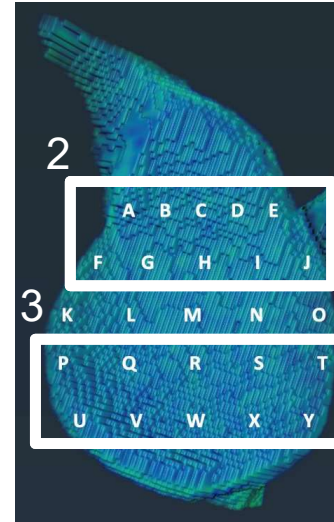 2
A B C D E
F G H I J
3
K L M N O
P Q R S T
U V W X Y